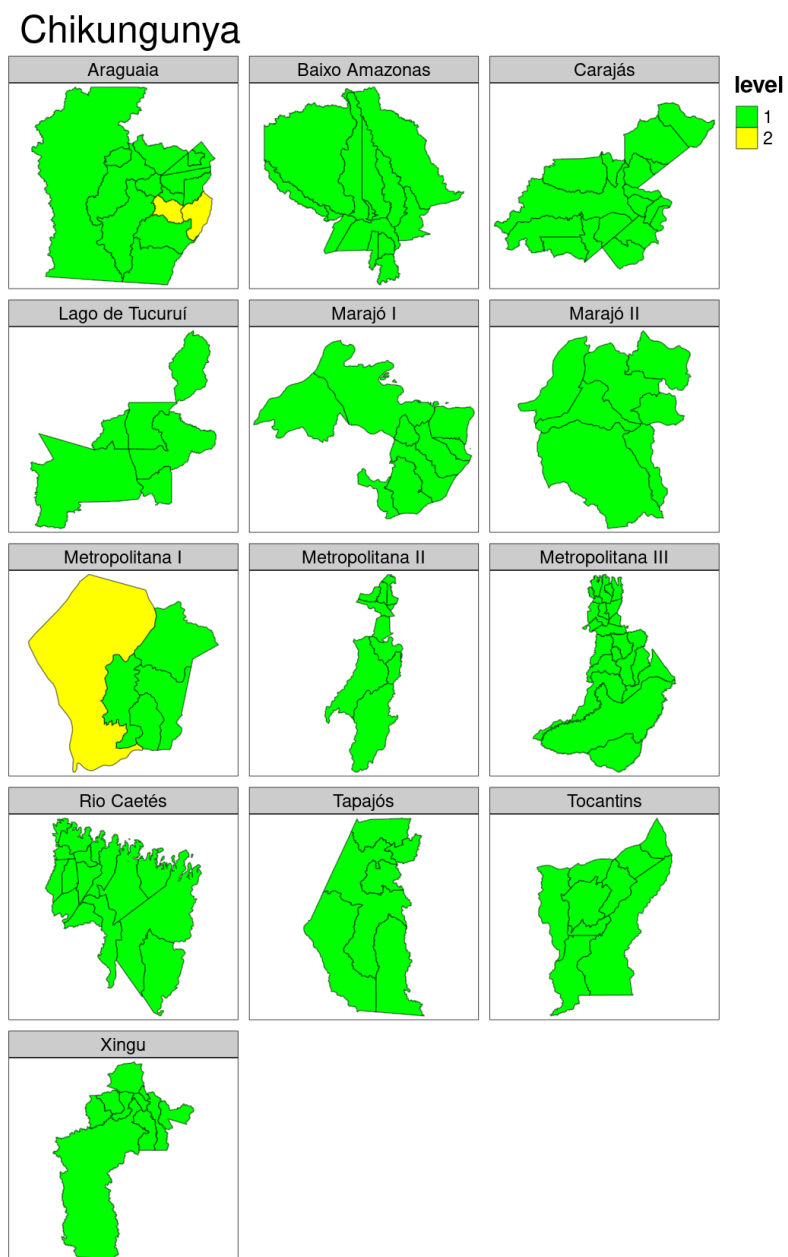 Chikungunya
Araguaia
Baixo Amazonas
Carajás
level
1
2
Lago de Tucuruí
Marajó I
Marajó II
Metropolitana I
Metropolitana II
Metropolitana III
Rio Caetés
Tapajós
Tocantins
Xingu